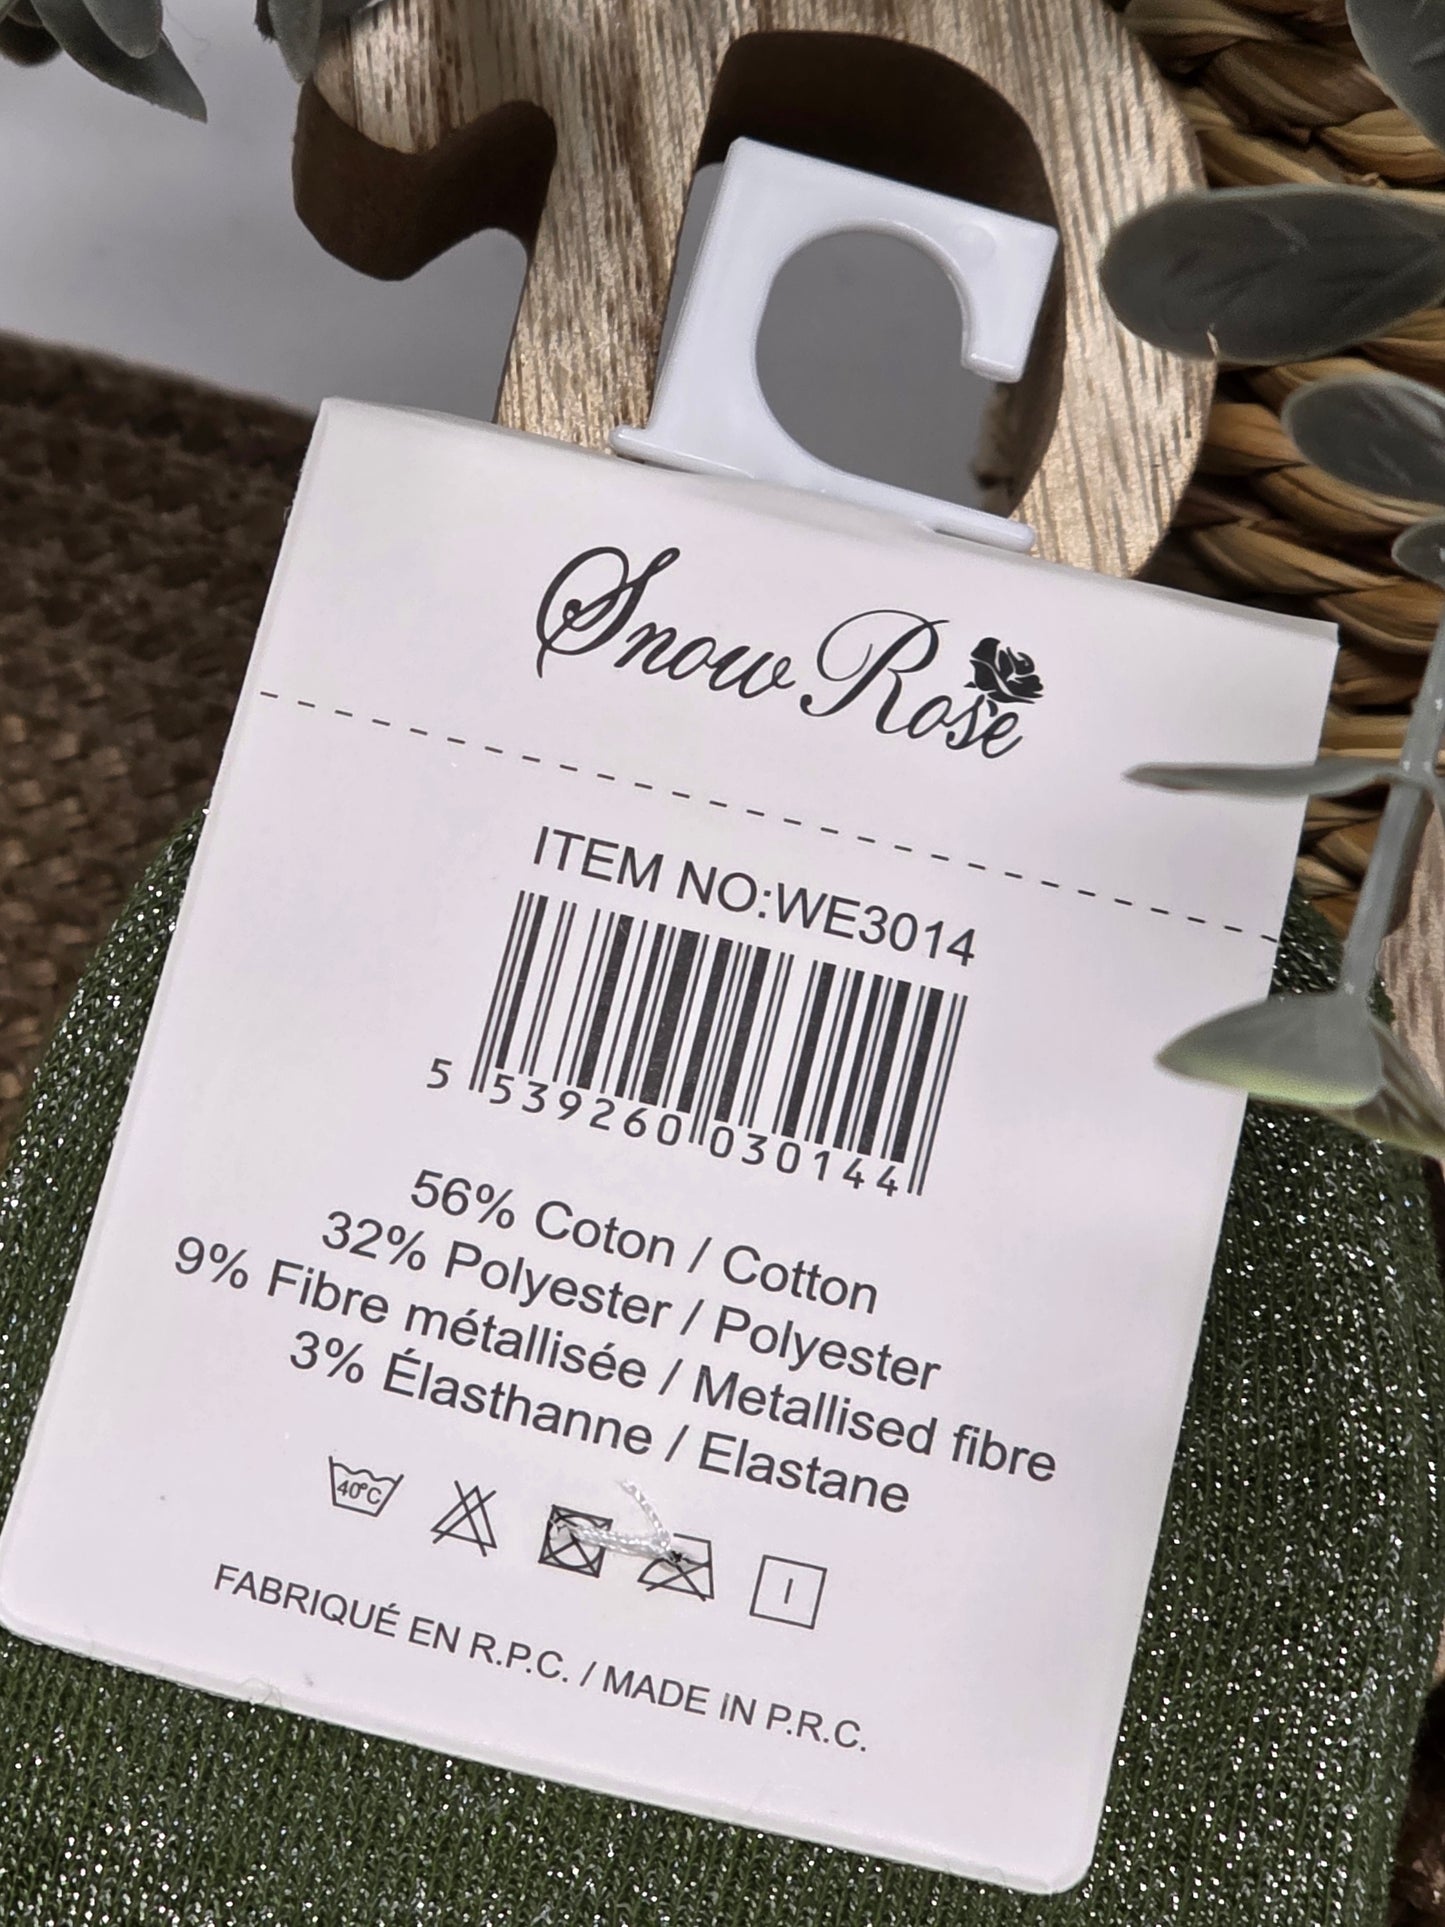 Snow Rose
ITEM NO:WE3014
5 539260 030144
56% Coton / Cotton
32% Polyester / Polyester
9% Fibre métallisée / Metallised fibre
3% Élasthanne / Elastane
40°C
FABRIQUÉ EN R.P.C. / MADE IN P.R.C.